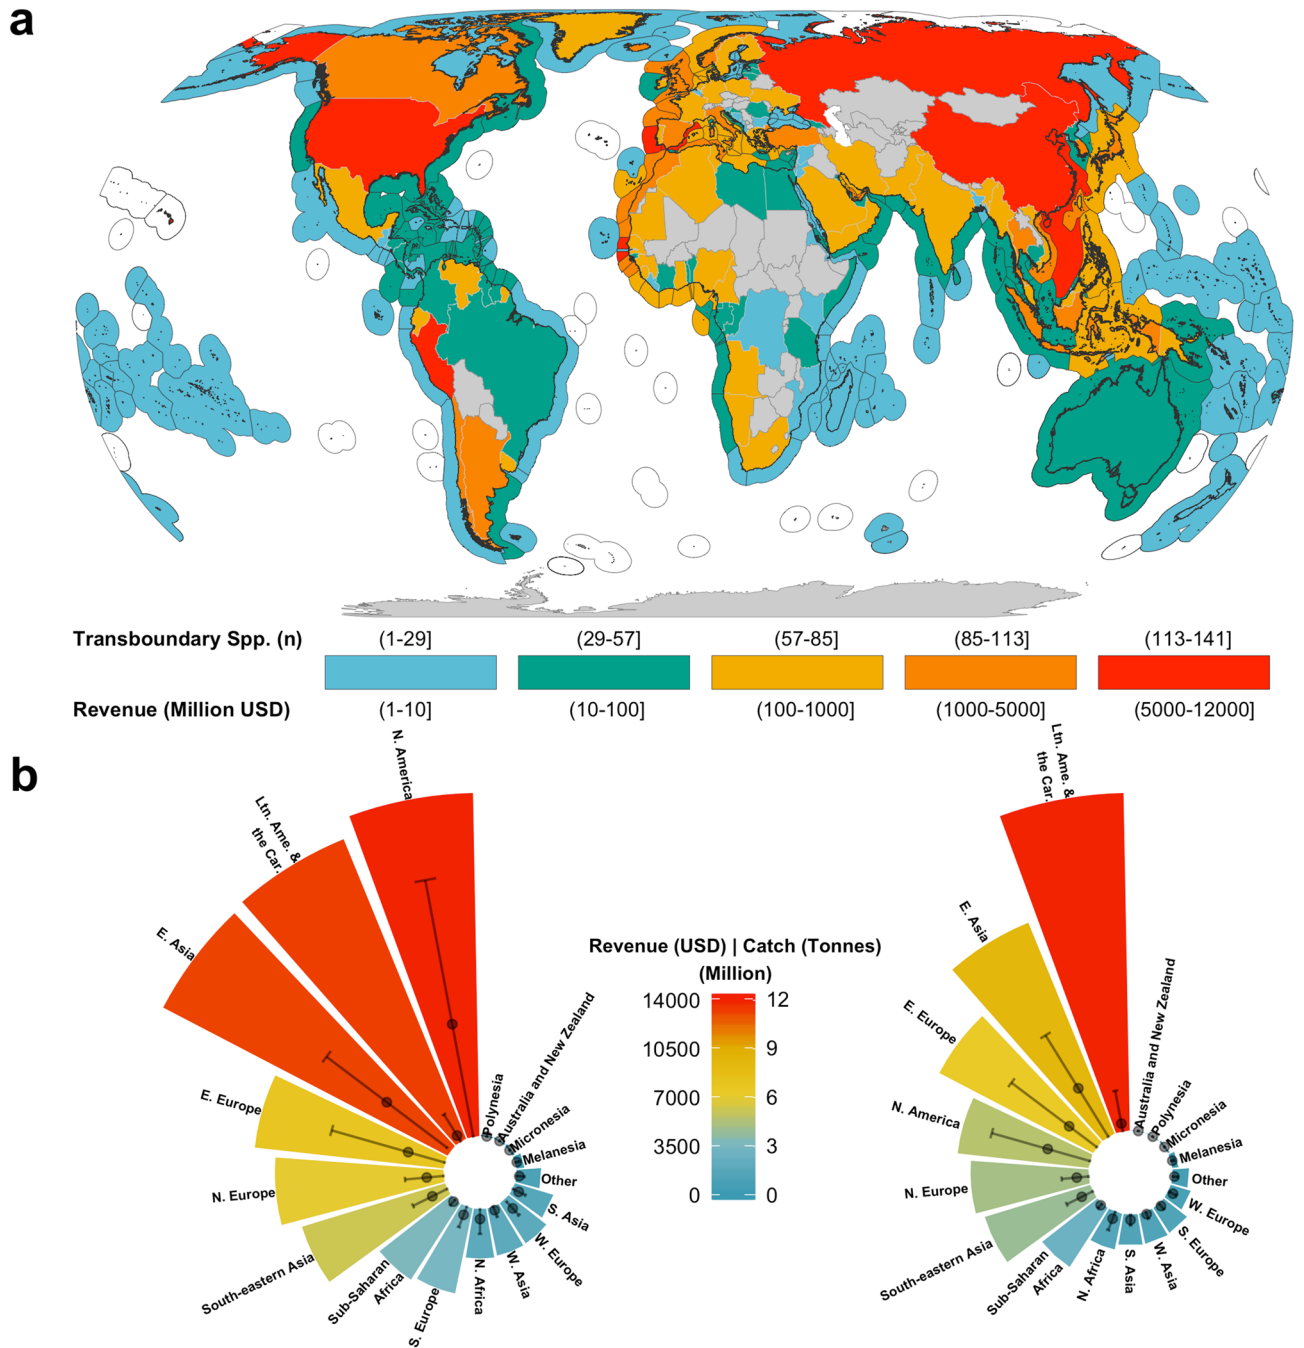 a
Transboundary Spp. (n)
(1-29]
(29-57]
(57-85]
(85-113]
(113-141]
Revenue (Million USD)
(1-10]
(10-100]
(100-1000]
(1000-5000]
(5000-12000]
b
N. America
Ltn. Ame. &
the Car.
E. Asia
E. Europe
N. Europe
South-eastern Asia
Sub-Saharan
Africa
S. Europe
N. Africa
W. Asia
W. Europe
S. Asia
Other
Melanesia
Micronesia
Australia and New Zealand
Polynesia
Revenue (USD) | Catch (Tonnes)
(Million)
14000
12
10500
9
7000
6
3500
3
0
0
Ltn. Ame. &
the Car.
E. Asia
E. Europe
N. America
N. Europe
South-eastern Asia
Sub-Saharan
Africa
N. Africa
S. Asia
W. Asia
S. Europe
W. Europe
Other
Melanesia
Micronesia
Polynesia
Australia and New Zealand